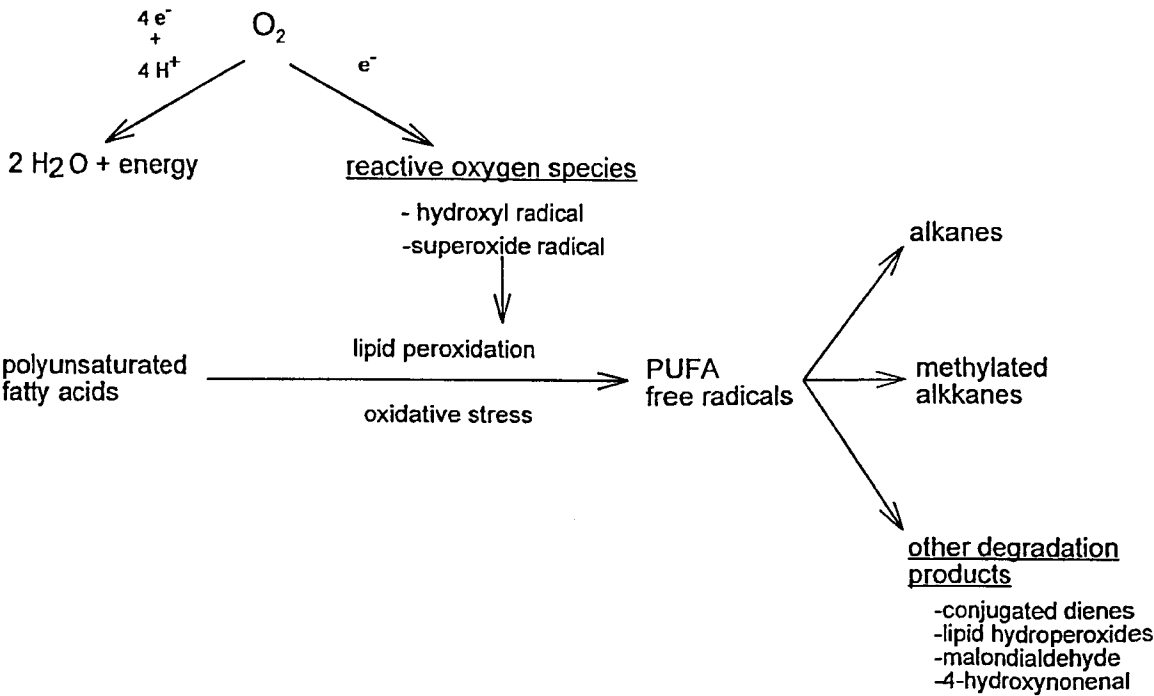 4 e⁻
+
4 H⁺
O₂
e⁻
2 H2O + energy
reactive oxygen species
- hydroxyl radical
-superoxide radical
polyunsaturated
fatty acids
lipid peroxidation
oxidative stress
PUFA
free radicals
alkanes
methylated
alkkanes
other degradation
products
-conjugated dienes
-lipid hydroperoxides
-malondialdehyde
-4-hydroxynonenal